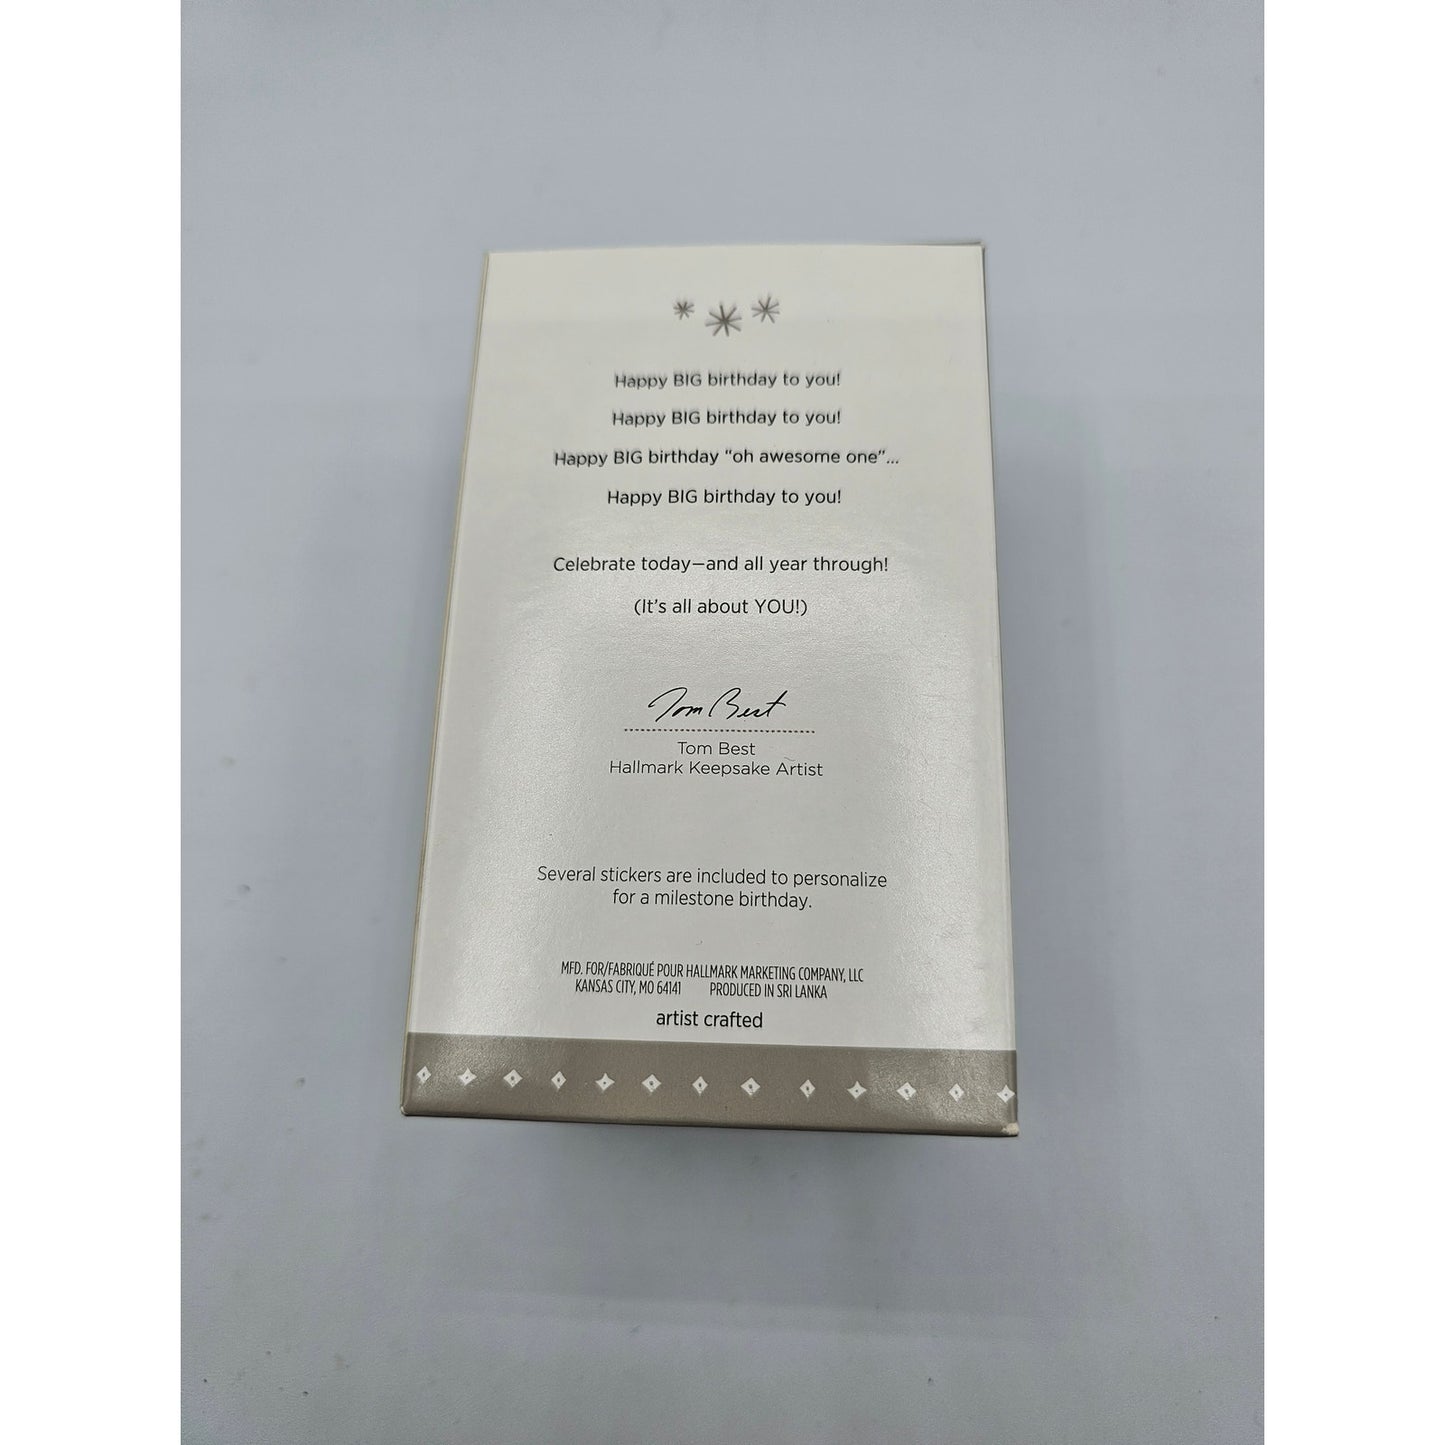 Happy BIG birthday to you!
Happy BIG birthday to you!
Happy BIG birthday “oh awesome one”...
Happy BIG birthday to you!
Celebrate today—and all year through!
(It’s all about YOU!)
Tom Best
Tom Best
Hallmark Keepsake Artist
Several stickers are included to personalize
for a milestone birthday.
MFD. FOR/FABRIQUÉ POUR HALLMARK MARKETING COMPANY, LLC
KANSAS CITY, MO 64141 PRODUCED IN SRI LANKA
artist crafted